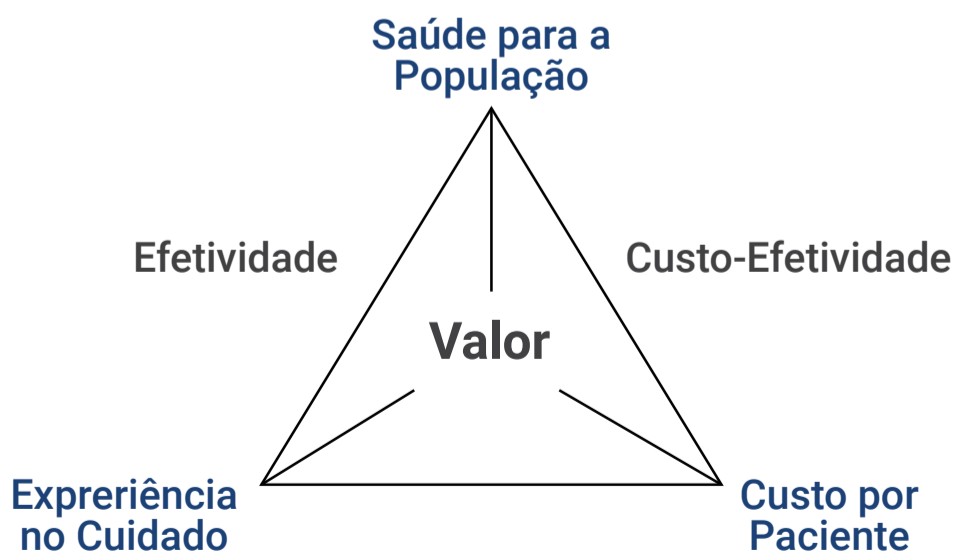 Saúde para a
População
Efetividade
Custo-Efetividade
Valor
Expreriência
no Cuidado
Custo por
Paciente